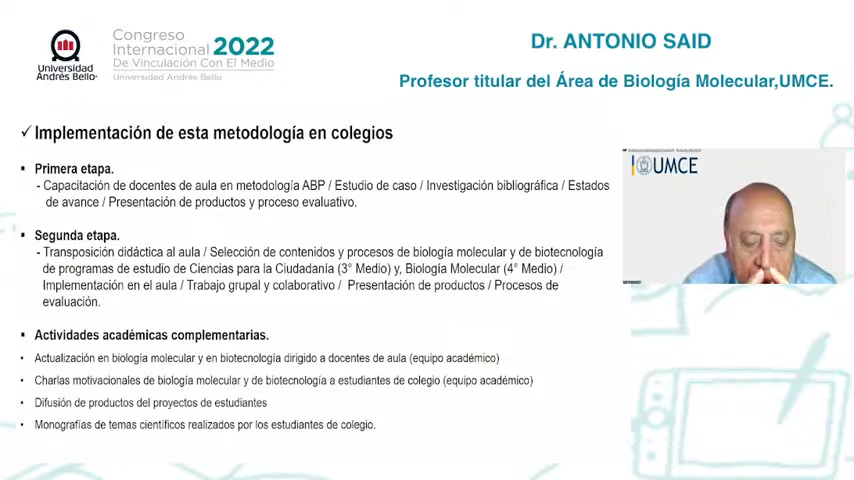 Universidad
Andrés Bello
Congreso
Internacional 2022
De Vinculación Con El Medio
Universidad Andrés Bello
Dr. ANTONIO SAID
Profesor titular del Área de Biología Molecular,UMCE.
✓ Implementación de esta metodología en colegios
▪ Primera etapa.
- Capacitación de docentes de aula en metodología ABP / Estudio de caso / Investigación bibliográfica / Estados
de avance / Presentación de productos y proceso evaluativo.
▪ Segunda etapa.
- Transposición didáctica al aula / Selección de contenidos y procesos de biología molecular y de biotecnología
de programas de estudio de Ciencias para la Ciudadanía (3° Medio) y, Biología Molecular (4° Medio) /
Implementación en el aula / Trabajo grupal y colaborativo / Presentación de productos / Procesos de
evaluación.
▪ Actividades académicas complementarias.
• Actualización en biología molecular y en biotecnología dirigido a docentes de aula (equipo académico)
• Charlas motivacionales de biología molecular y de biotecnología a estudiantes de colegio (equipo académico)
• Difusión de productos del proyectos de estudiantes
• Monografías de temas científicos realizados por los estudiantes de colegio.
UMCE